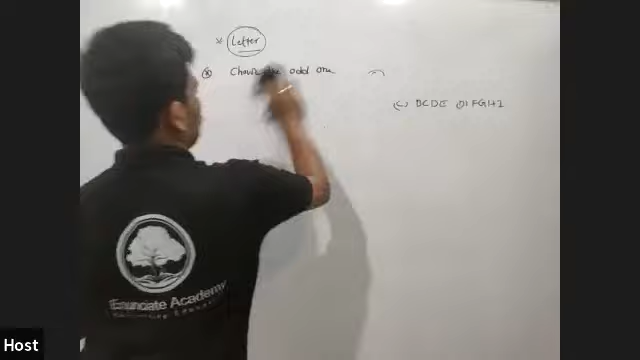 * Letter
Choose the odd one
(C) BCDE (D) FGHI
Enunciate Academy
Host